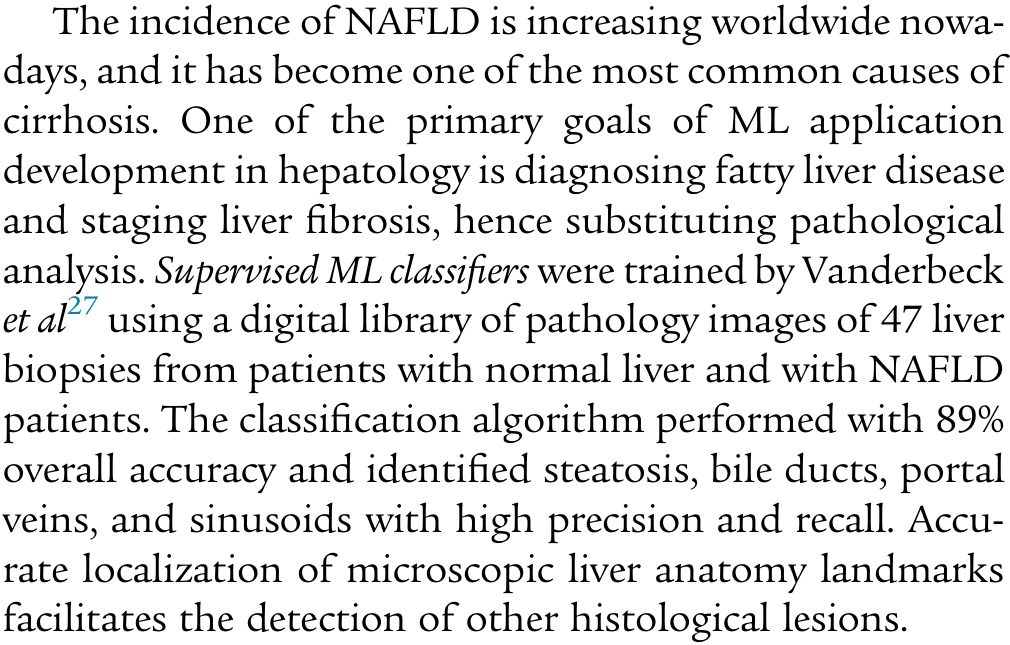 The incidence of NAFLD is increasing worldwide nowa-
days, and it has become one of the most common causes of
cirrhosis. One of the primary goals of ML application
development in hepatology is diagnosing fatty liver disease
and staging liver fibrosis, hence substituting pathological
analysis. Supervised ML classifiers were trained by Vanderbeck
et al27 using a digital library of pathology images of 47 liver
biopsies from patients with normal liver and with NAFLD
patients. The classification algorithm performed with 89%
overall accuracy and identified steatosis, bile ducts, portal
veins, and sinusoids with high precision and recall. Accu-
rate localization of microscopic liver anatomy landmarks
facilitates the detection of other histological lesions.